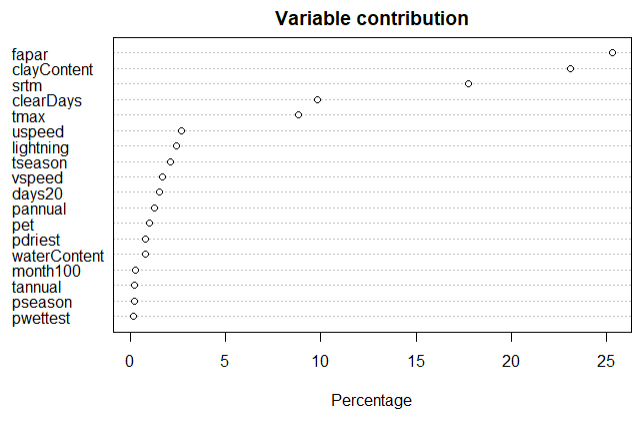 Variable contribution
fapar
clayContent
srtm
clearDays
tmax
uspeed
lightning
tseason
vspeed
days20
pannual
pet
pdriest
waterContent
month100
tannual
pseason
pwettest
0 5 10 15 20 25
Percentage